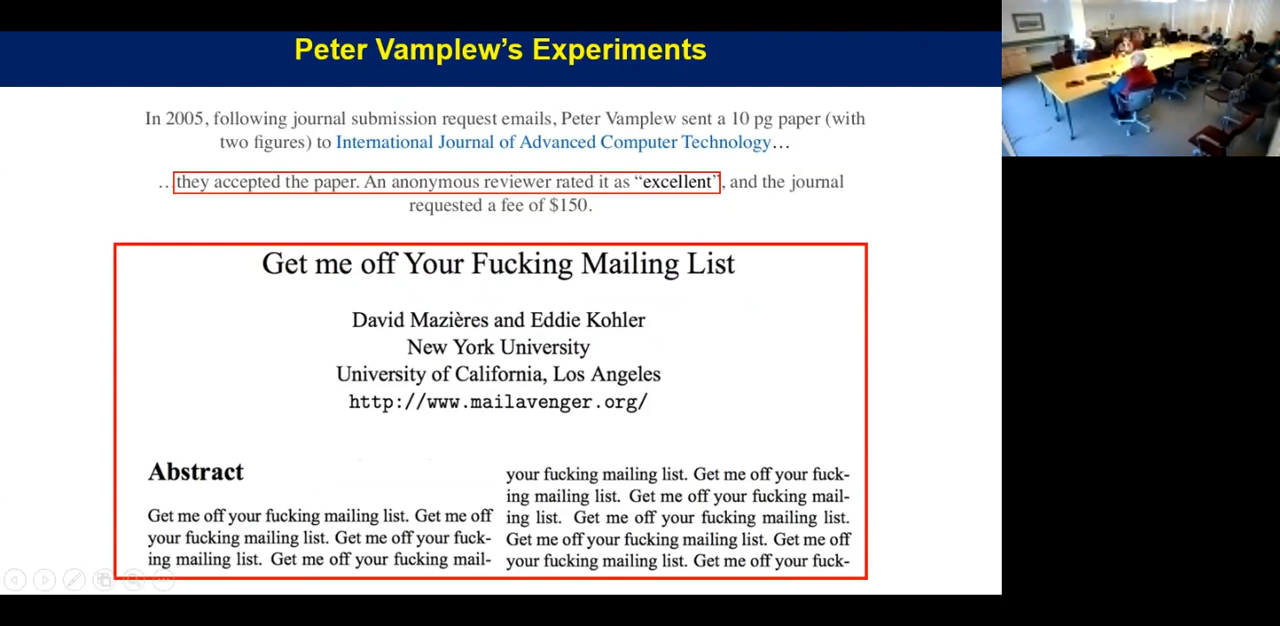 Peter Vamplew's Experiments
In 2005, following journal submission request emails, Peter Vamplew sent a 10 pg paper (with
two figures) to International Journal of Advanced Computer Technology…
…they accepted the paper. An anonymous reviewer rated it as “excellent”, and the journal
requested a fee of $150.
Get me off Your Fucking Mailing List
David Mazières and Eddie Kohler
New York University
University of California, Los Angeles
http://www.mailavenger.org/
Abstract
Get me off your fucking mailing list. Get me off
your fucking mailing list. Get me off your fuck-
ing mailing list. Get me off your fucking mail-
your fucking mailing list. Get me off your fuck-
ing mailing list. Get me off your fucking mail-
ing list. Get me off your fucking mailing list.
Get me off your fucking mailing list. Get me off
your fucking mailing list. Get me off your fuck-